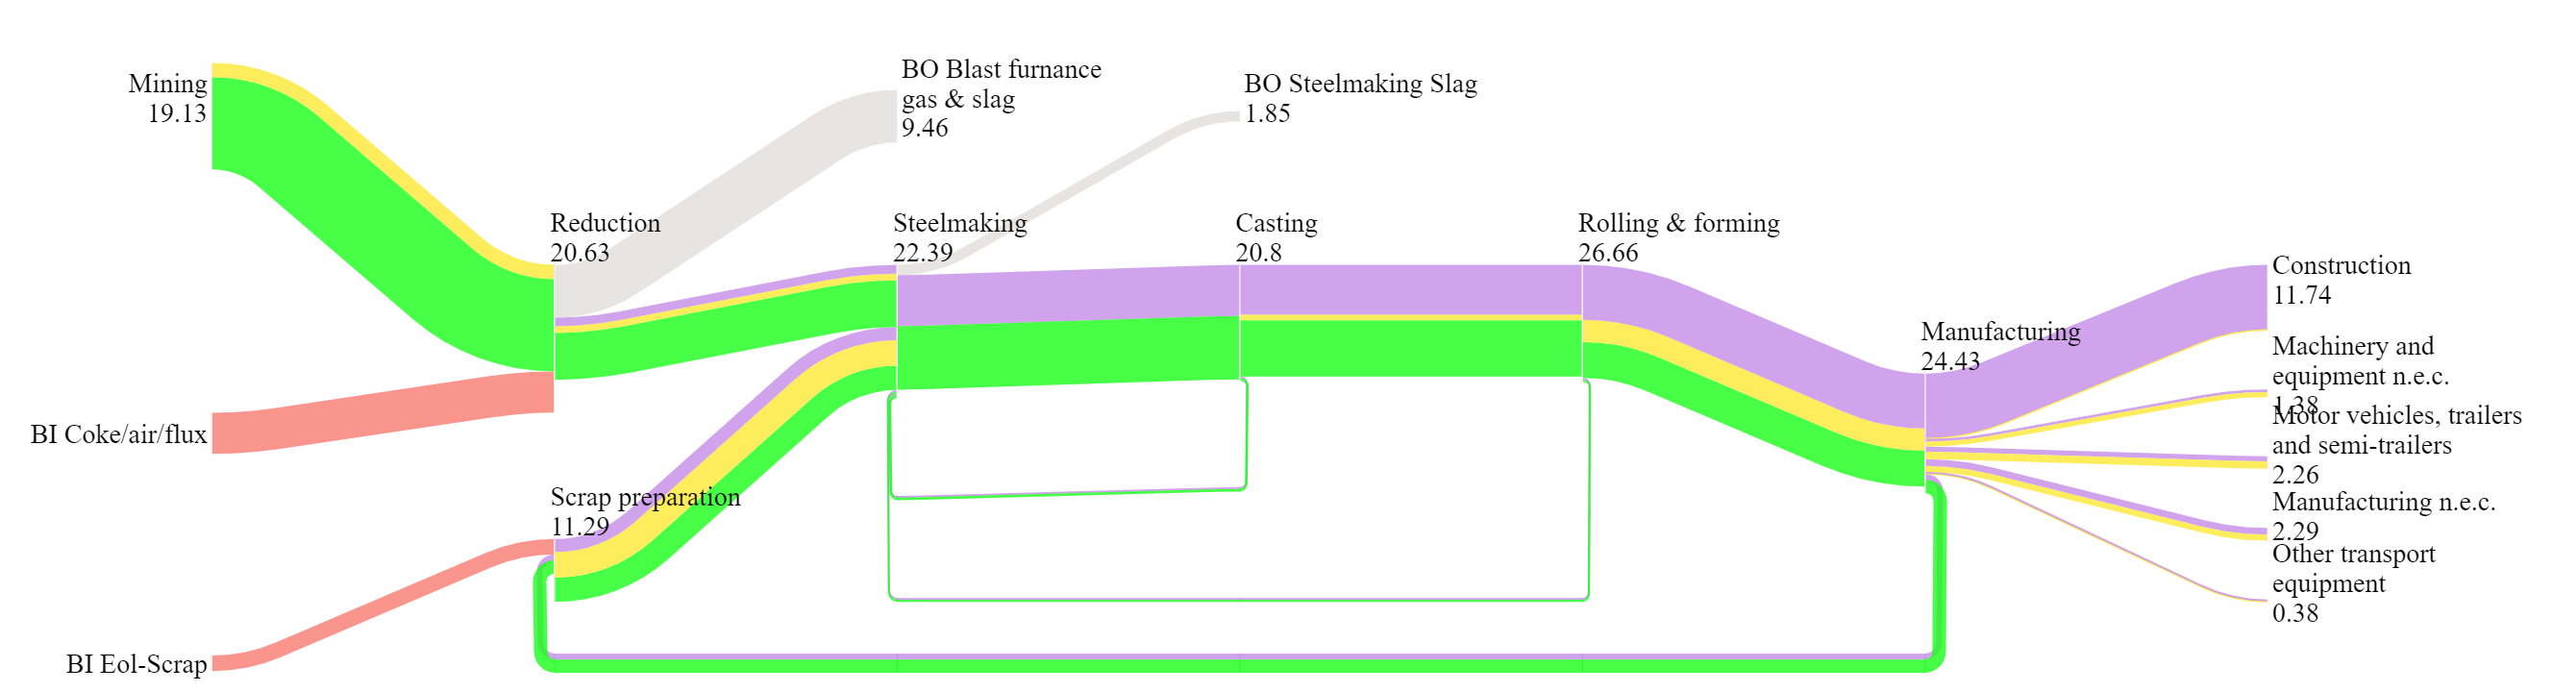 Mining
19.13
BI Coke/air/flux
BI Eol-Scrap
Reduction
20.63
Scrap preparation
11.29
BO Blast furnance
gas & slag
9.46
Steelmaking
22.39
BO Steelmaking Slag
1.85
Casting
20.8
Rolling & forming
26.66
Manufacturing
24.43
Construction
11.74
Machinery and
equipment n.e.c.
1.38
Motor vehicles, trailers
and semi-trailers
2.26
Manufacturing n.e.c.
2.29
Other transport
equipment
0.38